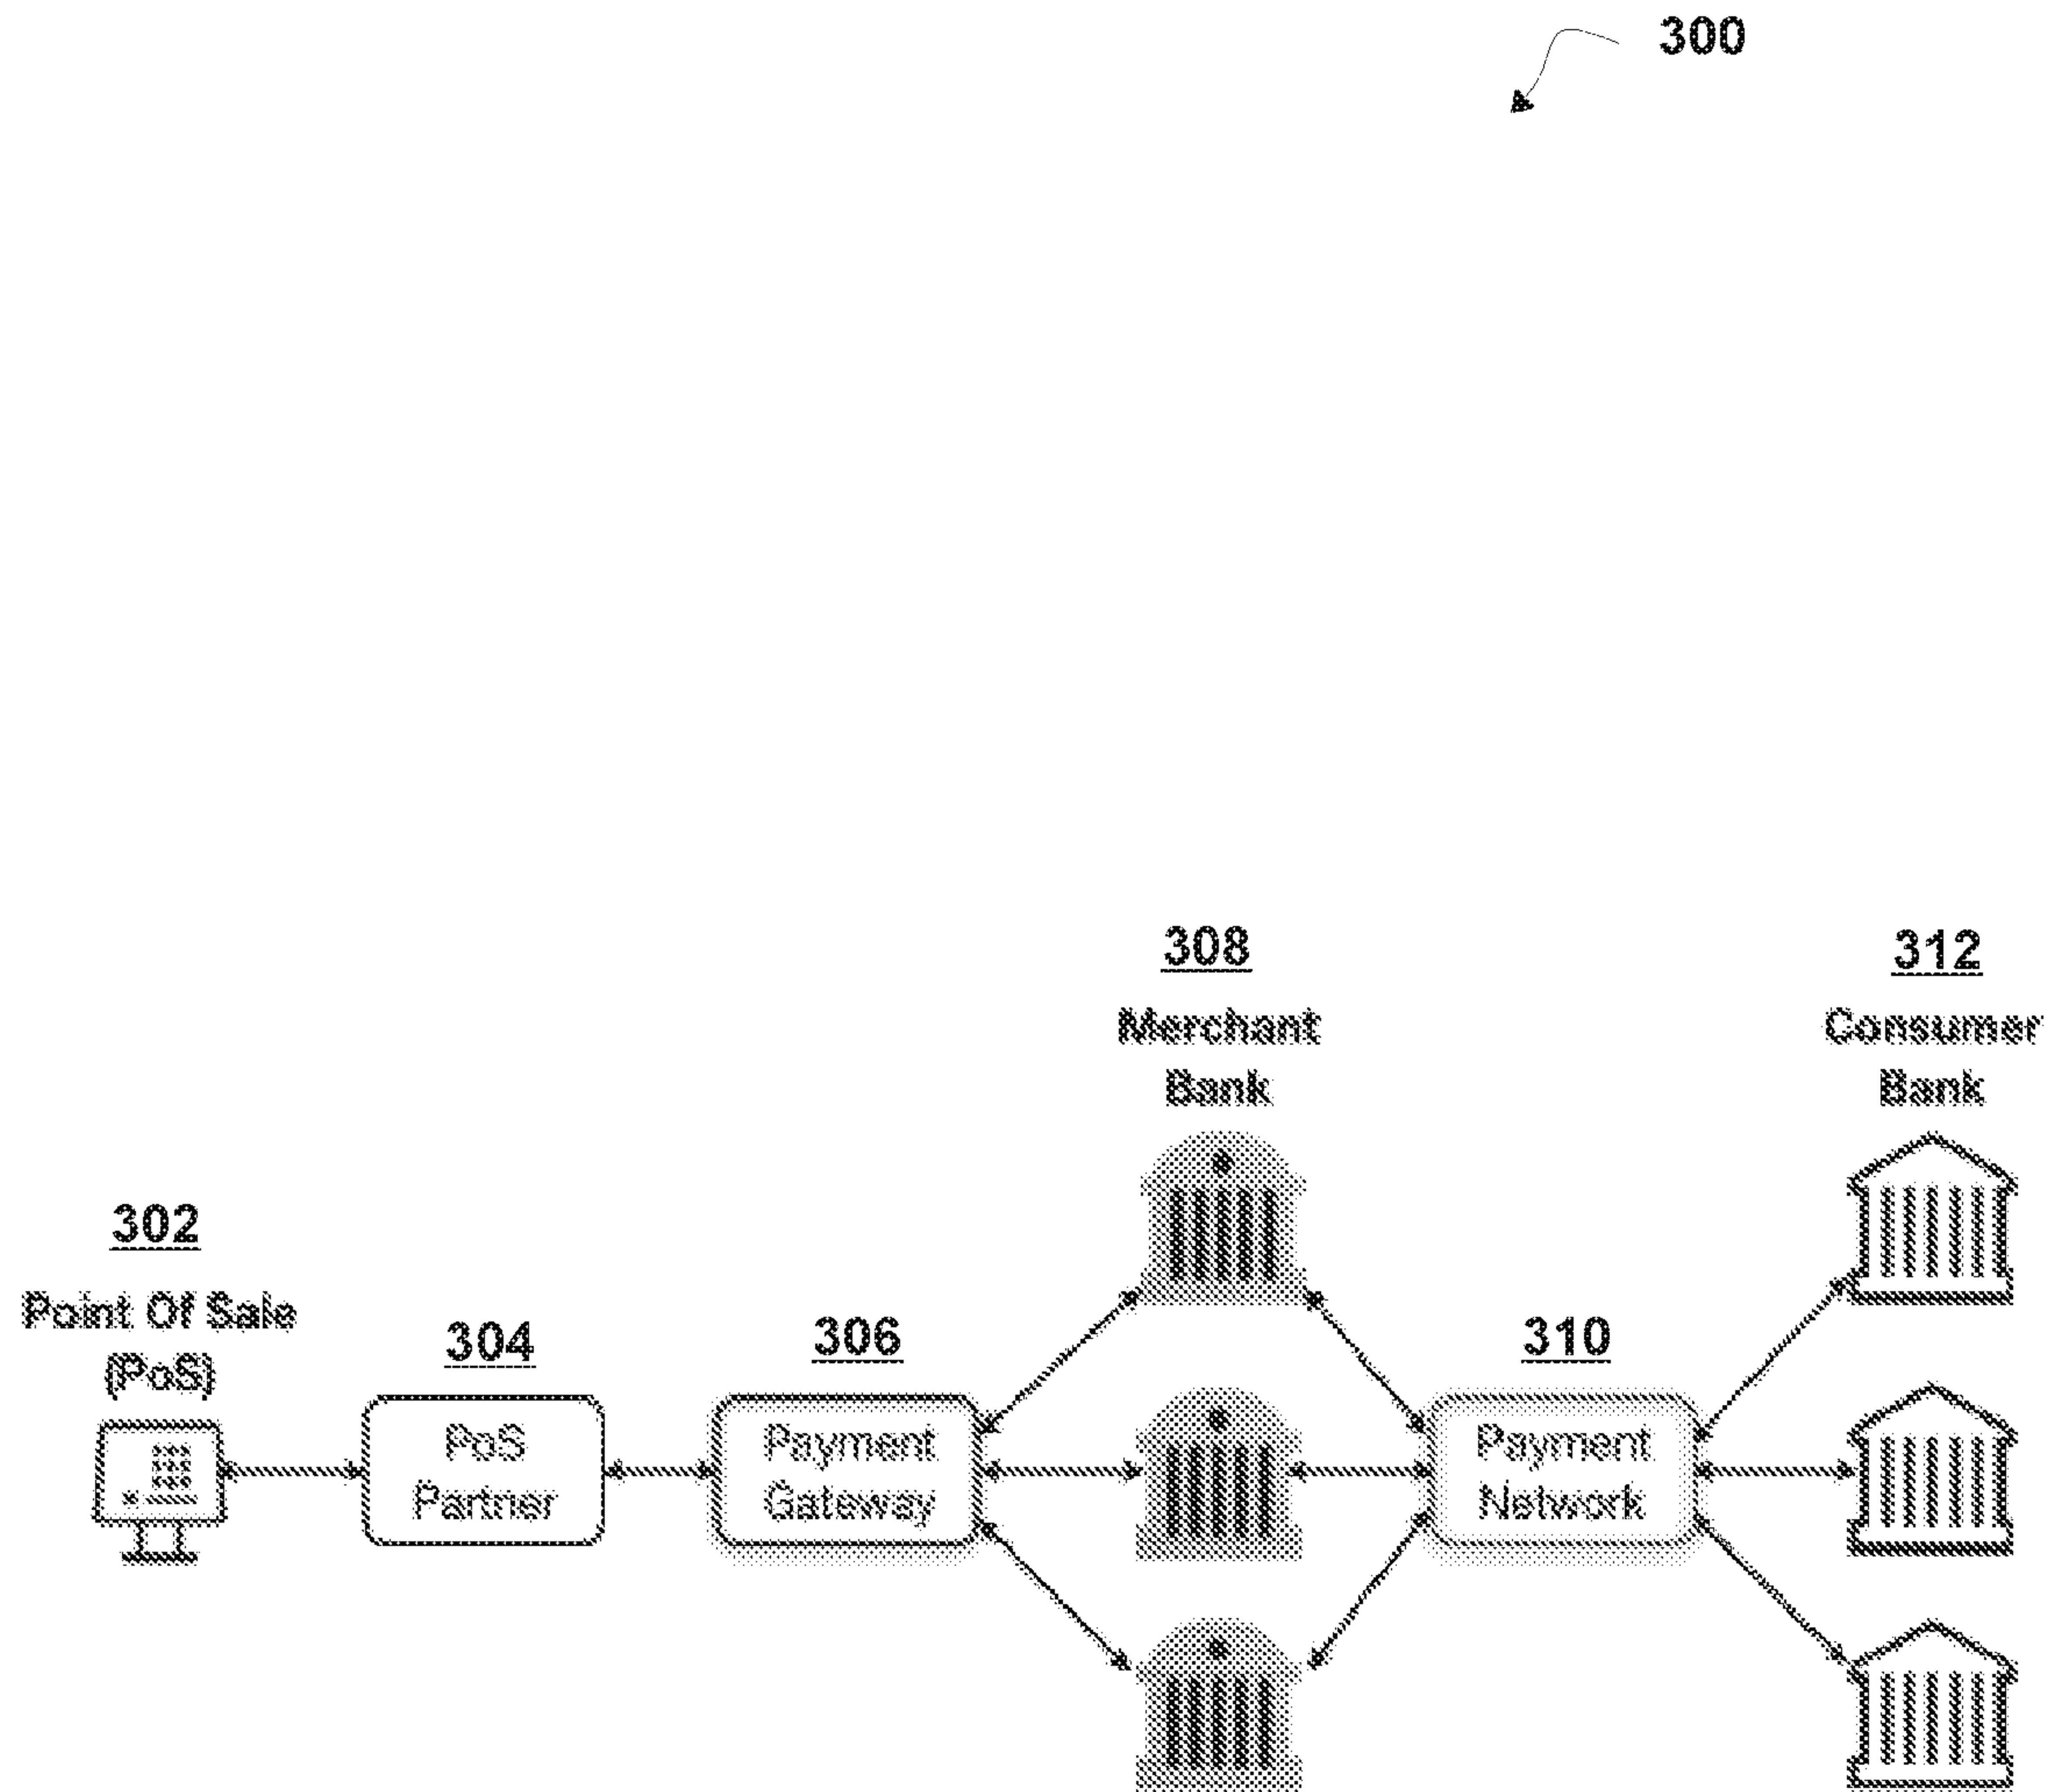 300
308
Merchant
Bank
312
Consumer
Bank
302
Point Of Sale
(PoS)
304
PoS
Partner
306
Payment
Gateway
310
Payment
Network